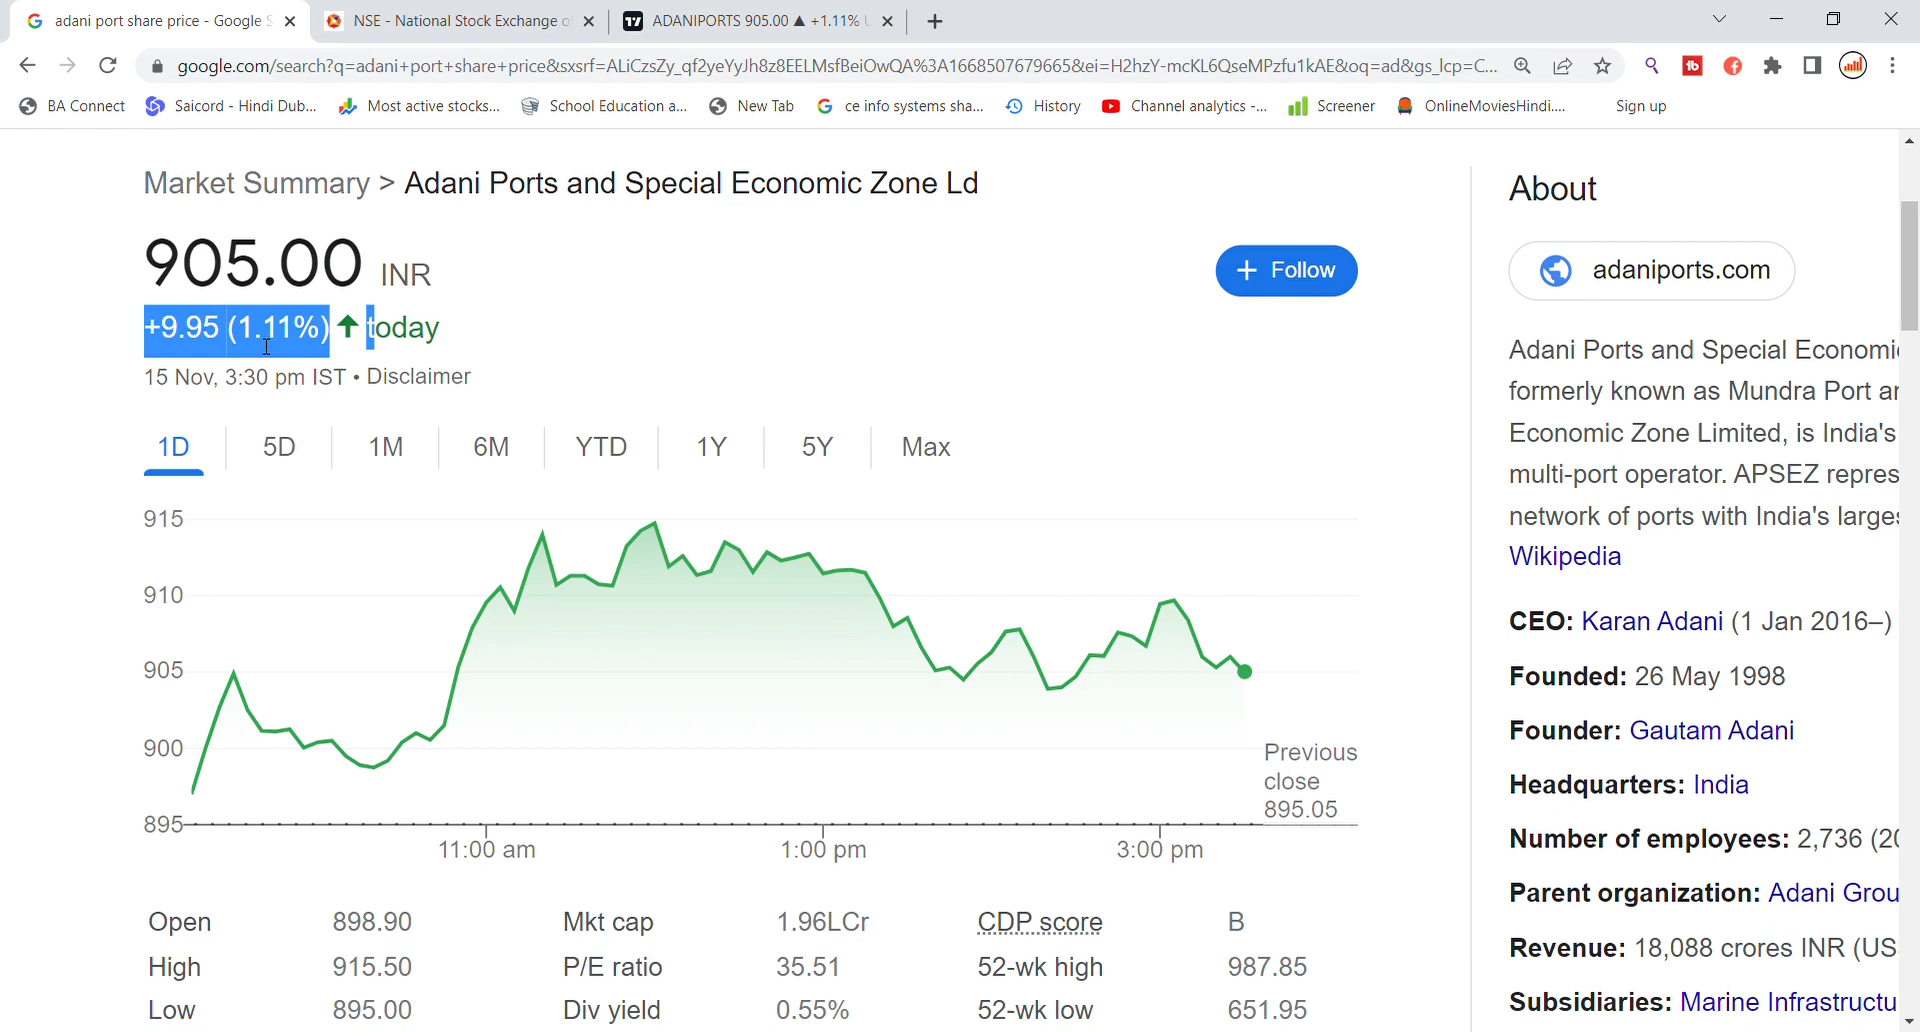 adani port share price - Google S
NSE - National Stock Exchange o
ADANIPORTS 905.00 ▲ +1.11% U
google.com/search?q=adani+port+share+price&sxsrf=ALiCzsZy_qf2yeYyJh8z8EELMsfBeiOwQA%3A1668507679665&ei=H2hzY-mcKL6QseMPzfu1kAE&oq=ad&gs_lcp=C...
BA Connect
Saicord - Hindi Dub...
Most active stocks...
School Education a...
New Tab
ce info systems sha...
History
Channel analytics -...
Screener
OnlineMoviesHindi....
Sign up
Market Summary > Adani Ports and Special Economic Zone Ld
905.00 INR
+ Follow
+9.95 (1.11%) ↑ today
15 Nov, 3:30 pm IST • Disclaimer
1D 5D 1M 6M YTD 1Y 5Y Max
915
910
905
900
895
Previous
close
895.05
11:00 am 1:00 pm 3:00 pm
Open 898.90 Mkt cap 1.96LCr CDP score B
High 915.50 P/E ratio 35.51 52-wk high 987.85
Low 895.00 Div yield 0.55% 52-wk low 651.95
About
adaniports.com
Adani Ports and Special Economi
formerly known as Mundra Port ar
Economic Zone Limited, is India's
multi-port operator. APSEZ repres
network of ports with India's larges
Wikipedia
CEO: Karan Adani (1 Jan 2016–)
Founded: 26 May 1998
Founder: Gautam Adani
Headquarters: India
Number of employees: 2,736 (20
Parent organization: Adani Grou
Revenue: 18,088 crores INR (US
Subsidiaries: Marine Infrastructu